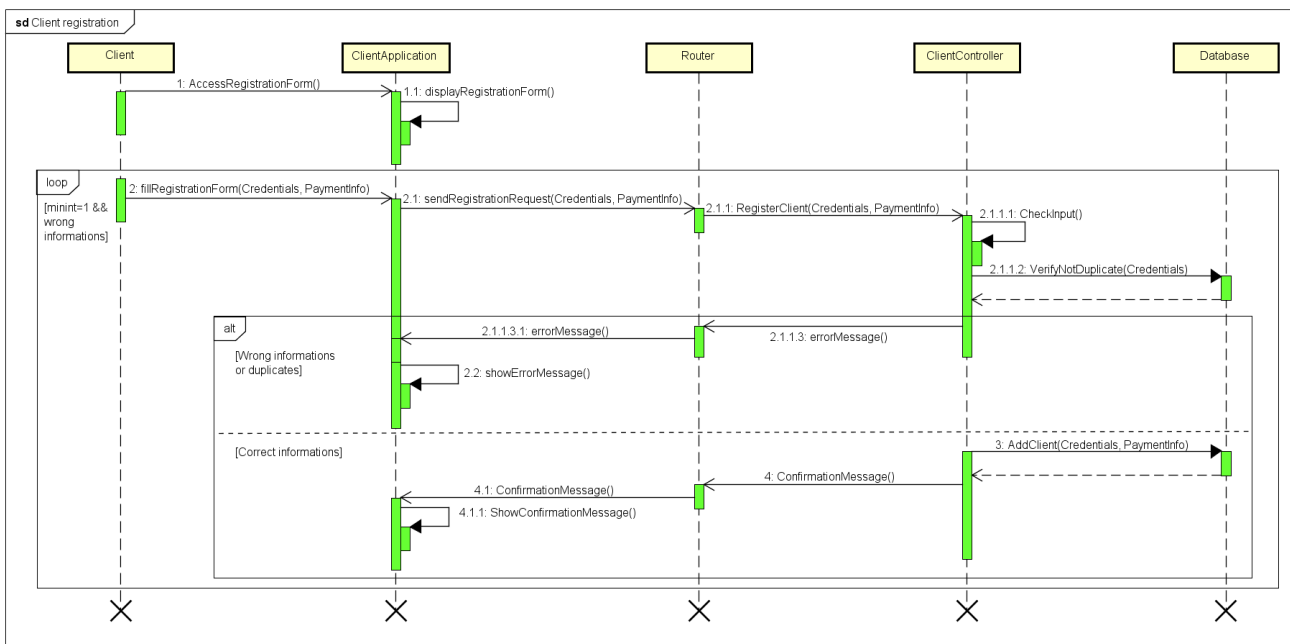 sd Client registration
Client
ClientApplication
Router
ClientController
Database
1: AccessRegistrationForm()
1.1: displayRegistrationForm()
loop
[minint=1 &&
wrong
informations]
2: fillRegistrationForm(Credentials, PaymentInfo)
2.1: sendRegistrationRequest(Credentials, PaymentInfo)
2.1.1: RegisterClient(Credentials, PaymentInfo)
2.1.1.1: CheckInput()
2.1.1.2: VerifyNotDuplicate(Credentials)
alt
[Wrong informations
or duplicates]
2.1.1.3.1: errorMessage()
2.1.1.3: errorMessage()
2.2: showErrorMessage()
[Correct informations]
3: AddClient(Credentials, PaymentInfo)
4: ConfirmationMessage()
4.1: ConfirmationMessage()
4.1.1: ShowConfirmationMessage()